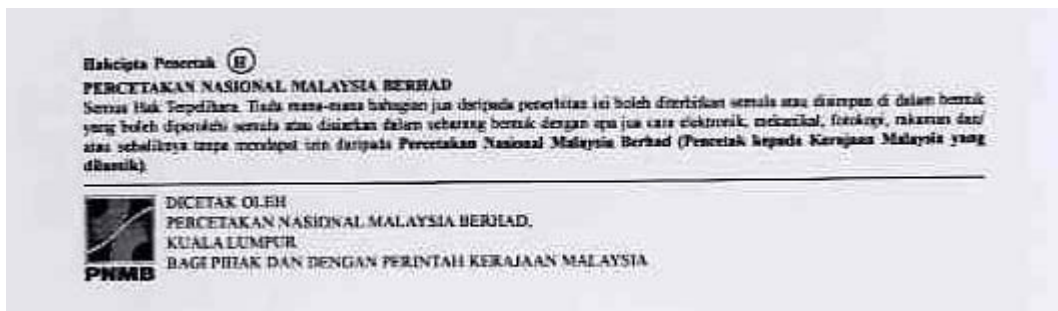 Hakcipta Pencetak (H)
PERCETAKAN NASIONAL MALAYSIA BERHAD
Semua Hak Terpelihara. Tiada mana-mana bahagian jua daripada penerbitan ini boleh diterbitkan semula atau disimpan di dalam bentuk
yang boleh diperolehi semula atau disiarkan dalam sebarang bentuk dengan apa jua cara elektronik, mekanikal, fotokopi, rakaman dan/
atau sebaliknya tanpa mendapat izin daripada Percetakan Nasional Malaysia Berhad (Pencetak kepada Kerajaan Malaysia yang
dilantik)
DICETAK OLEH
PERCETAKAN NASIONAL MALAYSIA BERHAD,
KUALA LUMPUR
BAGI PIHAK DAN DENGAN PERINTAH KERAJAAN MALAYSIA
PNMB